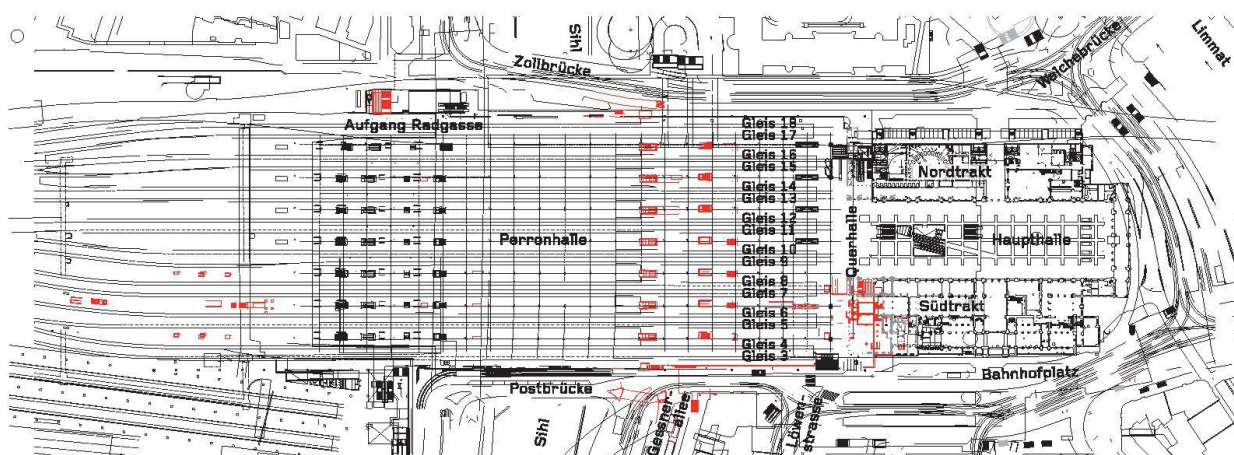 Sihl
Zollbrücke
Walchebrücke
Limmat
Aufgang Radgasse
Gleis 18
Gleis 17
Gleis 16
Gleis 15
Gleis 14
Gleis 13
Gleis 12
Gleis 11
Gleis 10
Gleis 9
Gleis 8
Gleis 7
Gleis 6
Gleis 5
Gleis 4
Gleis 3
Perronhalle
Querhalle
Nordtrakt
Haupthalle
Südtrakt
Bahnhofplatz
Postbrücke
Sihl
Gessner-
allee
Löwen-
strasse